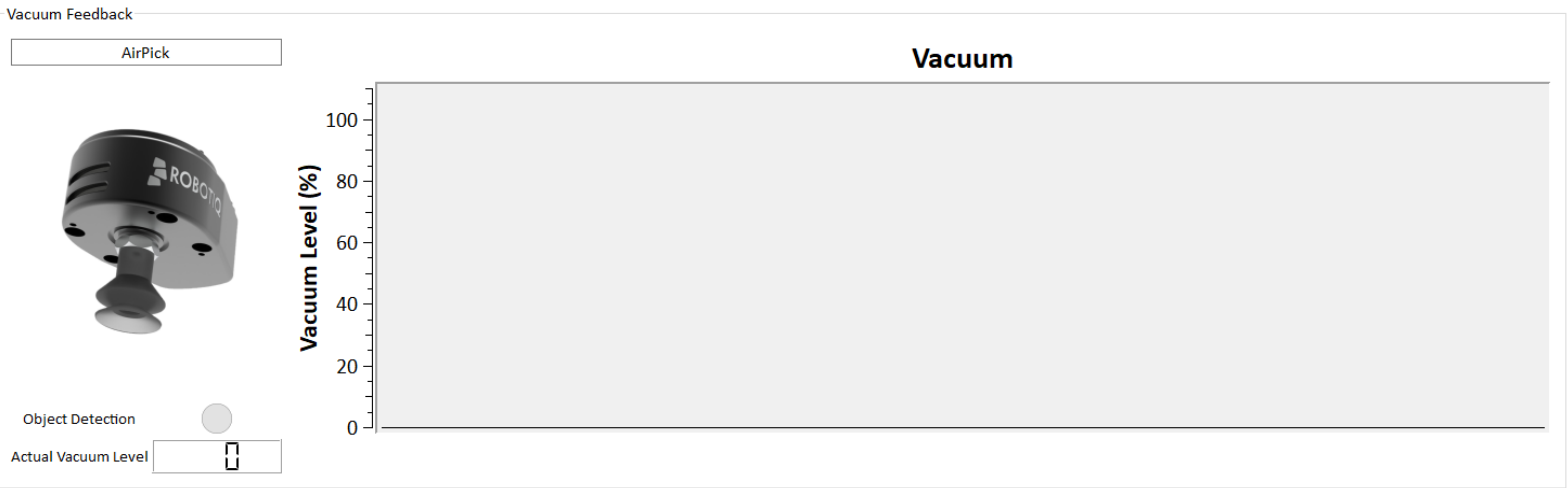 Vacuum Feedback
AirPick
ROBOTIQ
Object Detection
Actual Vacuum Level 0
Vacuum
Vacuum Level (%)
100
80
60
40
20
0